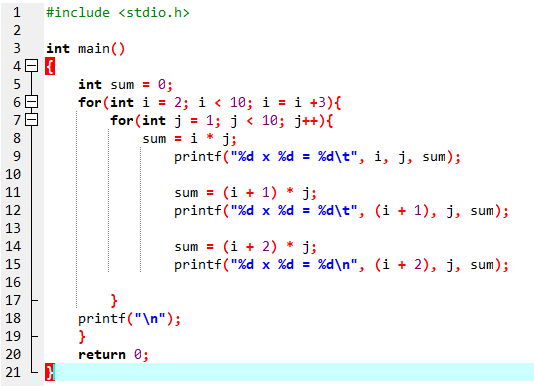 1 #include <stdio.h>
2
3 int main()
4 {
5 int sum = 0;
6 for(int i = 2; i < 10; i = i +3){
7 for(int j = 1; j < 10; j++){
8 sum = i * j;
9 printf("%d x %d = %d\t", i, j, sum);
10
11 sum = (i + 1) * j;
12 printf("%d x %d = %d\t", (i + 1), j, sum);
13
14 sum = (i + 2) * j;
15 printf("%d x %d = %d\n", (i + 2), j, sum);
16
17 }
18 printf("\n");
19 }
20 return 0;
21 }